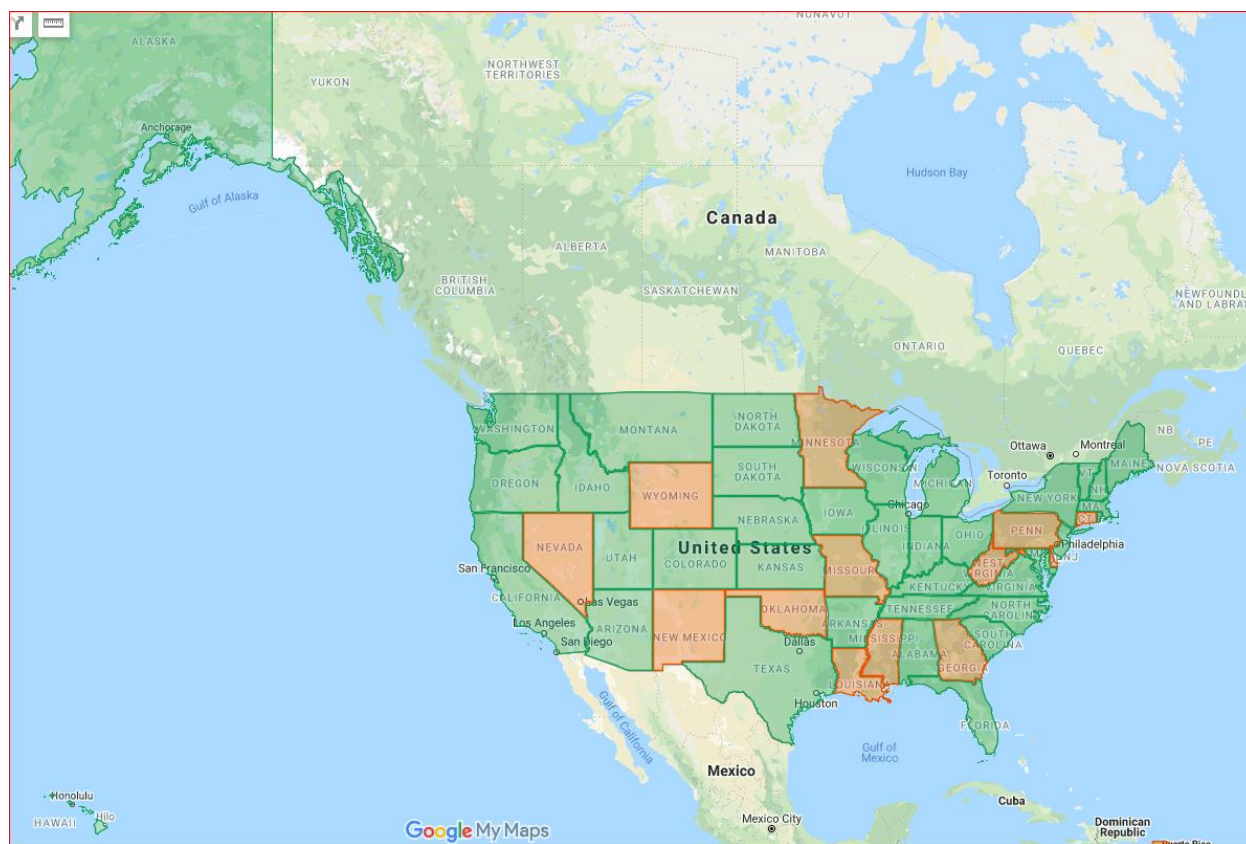 NUNAVUT
ALASKA
NORTHWEST
TERRITORIES
YUKON
Anchorage
Hudson Bay
Gulf of Alaska
Canada
ALBERTA
MANITOBA
BRITISH
COLUMBIA
SASKATCHEWAN
NEWFOUNDL
AND LABRAD
ONTARIO
QUEBEC
WASHINGTON
MONTANA
NORTH
DAKOTA
MINNESOTA
Ottawa
Montreal
NB
PE
NOVA SCOTIA
MAINE
OREGON
IDAHO
WYOMING
SOUTH
DAKOTA
WISCONSIN
MICHIGAN
Toronto
VT
NH
NEW YORK
MA
CT
Chicago
IOWA
NEBRASKA
ILLINOIS
INDIANA
OHIO
PENN
Philadelphia
NJ
NEVADA
UTAH
COLORADO
United States
KANSAS
MISSOURI
WEST
VIRGINIA
KENTUCKY
VIRGINIA
San Francisco
CALIFORNIA
Las Vegas
Los Angeles
San Diego
ARIZONA
NEW MEXICO
OKLAHOMA
ARKANSAS
TENNESSEE
NORTH
CAROLINA
SOUTH
CAROLINA
Dallas
MISSISSIPPI
ALABAMA
GEORGIA
TEXAS
LOUISIAN
Houston
FLORIDA
Gulf of California
Gulf of
Mexico
Mexico
Honolulu
Hilo
HAWAII
Cuba
Mexico City
Dominican
Republic
Puerto Rico
Google My Maps